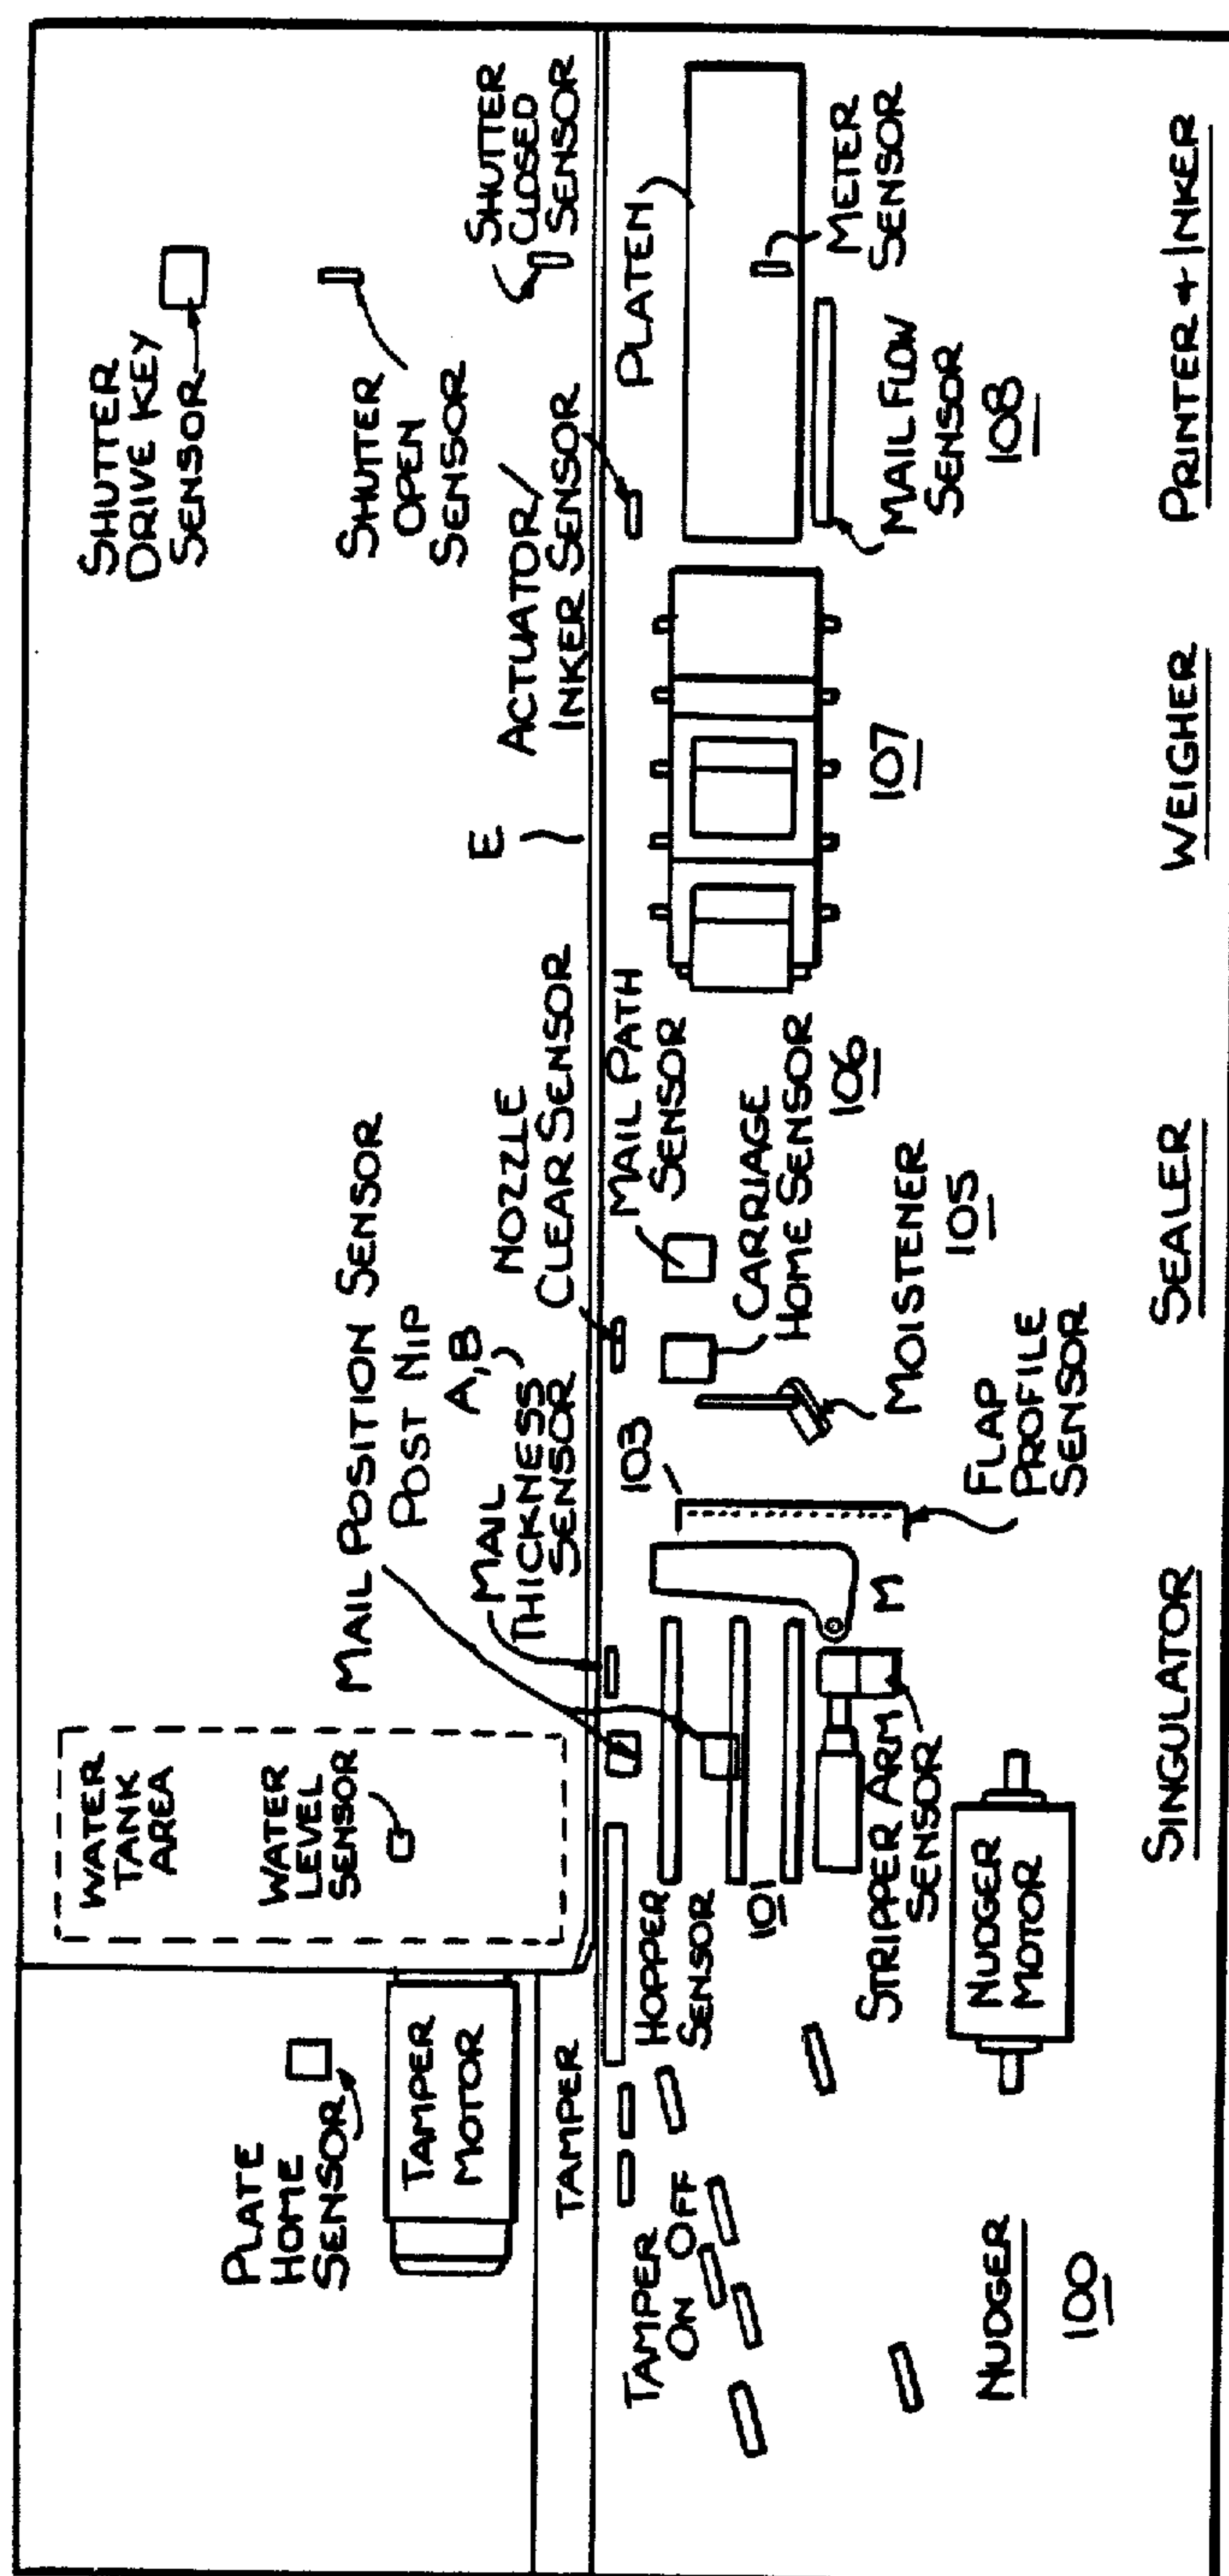 PLATE
HOME
SENSOR
TAMPER
MOTOR
TAMPER
WATER
TANK
AREA
WATER
LEVEL
SENSOR
MAIL POSITION SENSOR
POST NIP
A,B
MAIL
THICKNESS
SENSOR
NOZZLE
CLEAR SENSOR
E
ACTUATOR/
INKER SENSOR
SHUTTER
DRIVE KEY
SENSOR
SHUTTER
OPEN
SENSOR
SHUTTER
CLOSED
SENSOR
TAMPER
ON OFF
HOPPER
SENSOR
101
STRIPPER ARM
SENSOR
NUDGER
MOTOR
M
103
FLAP
PROFILE
SENSOR
MOISTENER
105
MAIL PATH
SENSOR
CARRIAGE
HOME SENSOR
106
107
PLATEN
MAIL FLOW
SENSOR
108
METER
SENSOR
NUDGER
100
SINGULATOR
SEALER
WEIGHER
PRINTER + INKER